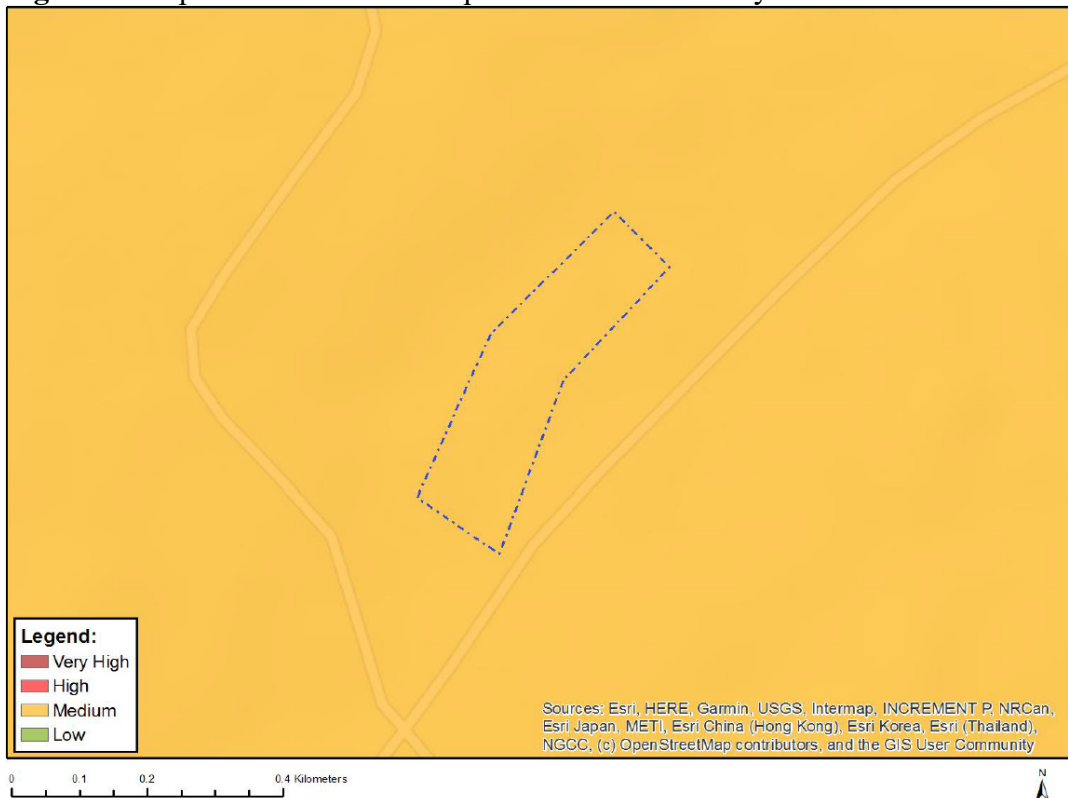 Legend:
Very High
High
Medium
Low
Sources: Esri, HERE, Garmin, USGS, Intermap, INCREMENT P, NRCan,
Esri Japan, METI, Esri China (Hong Kong), Esri Korea, Esri (Thailand),
NGCC, (c) OpenStreetMap contributors, and the GIS User Community
0 0.1 0.2 0.4 Kilometers
N